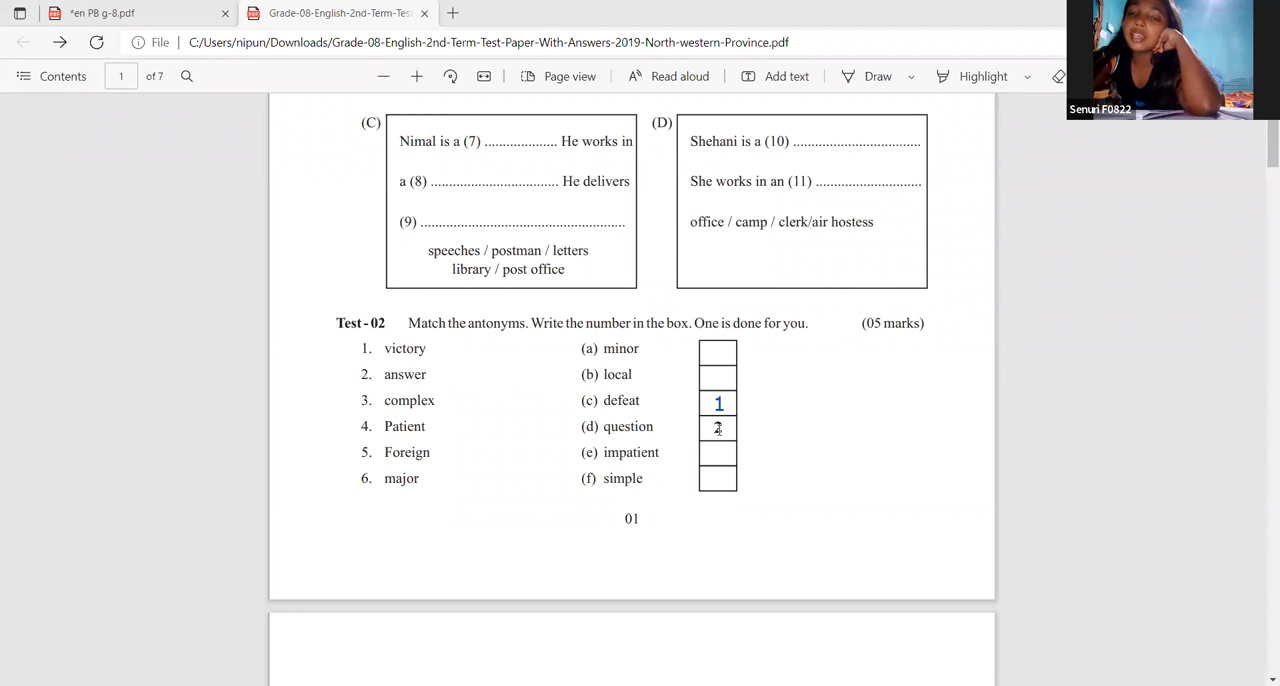 *en PB g-8.pdf
Grade-08-English-2nd-Term-Test
File
C:/Users/nipun/Downloads/Grade-08-English-2nd-Term-Test-Paper-With-Answers-2019-North-western-Province.pdf
Contents 1 of 7 Page view Read aloud Add text Draw Highlight
Senuri F0822
(C)
Nimal is a (7) .................... He works in
a (8) .................................. He delivers
(9) ......................................................
speeches / postman / letters
library / post office
(D)
Shehani is a (10) ..................................
She works in an (11) ............................
office / camp / clerk/air hostess
Test - 02 Match the antonyms. Write the number in the box. One is done for you. (05 marks)
1. victory (a) minor
2. answer (b) local
3. complex (c) defeat 1
4. Patient (d) question 2
5. Foreign (e) impatient
6. major (f) simple
01